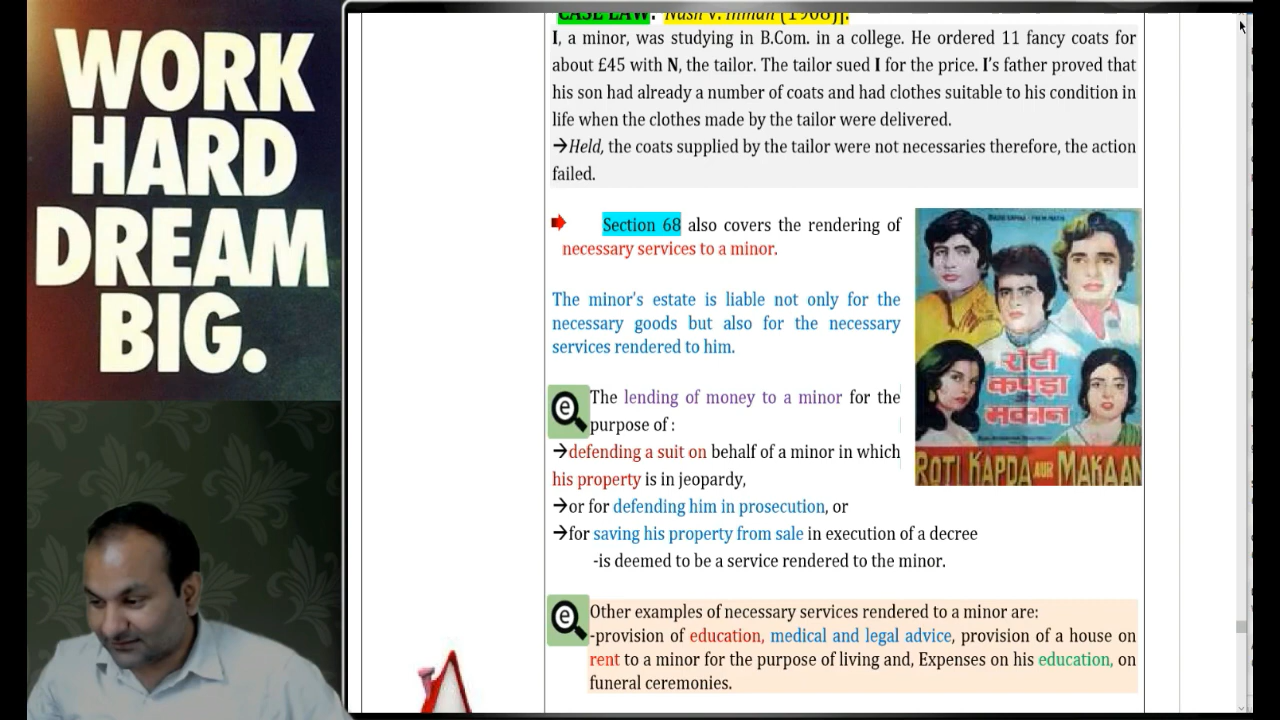 WORK
HARD
DREAM
BIG.
CASE LAW: Nash v. Inman (1908)].
I, a minor, was studying in B.Com. in a college. He ordered 11 fancy coats for
about £45 with N, the tailor. The tailor sued I for the price. I's father proved that
his son had already a number of coats and had clothes suitable to his condition in
life when the clothes made by the tailor were delivered.
→Held, the coats supplied by the tailor were not necessaries therefore, the action
failed.
Section 68 also covers the rendering of
necessary services to a minor.
The minor's estate is liable not only for the
necessary goods but also for the necessary
services rendered to him.
The lending of money to a minor for the
purpose of :
→defending a suit on behalf of a minor in which
his property is in jeopardy,
→or for defending him in prosecution, or
→for saving his property from sale in execution of a decree
-is deemed to be a service rendered to the minor.
रोटी
कपड़ा
मकान
ROTI KAPDA AUR MAKAAN
e
Other examples of necessary services rendered to a minor are:
-provision of education, medical and legal advice, provision of a house on
rent to a minor for the purpose of living and, Expenses on his education, on
funeral ceremonies.
e